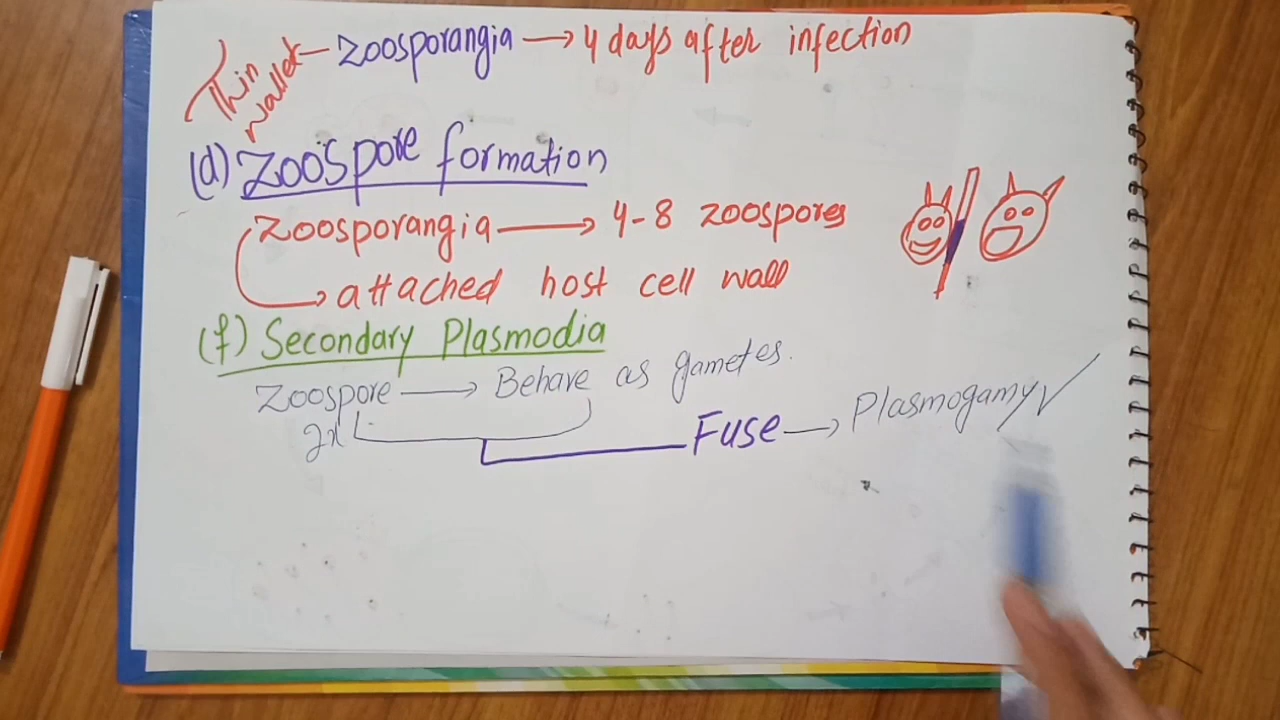 Thin walled - Zoosporangia → 4 days after infection
(d) Zoospore formation
Zoosporangia → 4-8 zoospores
→ attached host cell wall
(f) Secondary Plasmodia
Zoospore → Behave as gametes.
Fuse → Plasmogamy ✓